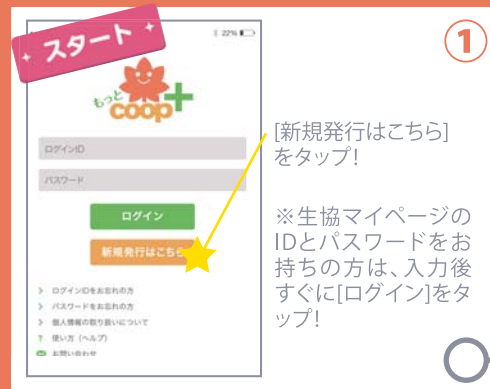 スタート
22%
①
もっと
coop+
ログインID
パスワード
ログイン
新規発行はこちら
> ログインIDをお忘れの方
> パスワードをお忘れの方
> 個人情報の取り扱いについて
? 使い方（ヘルプ）
お問い合わせ
[新規発行はこちら]
をタップ！
※生協マイページの
IDとパスワードをお
持ちの方は、入力後
すぐに[ログイン]をタ
ップ！